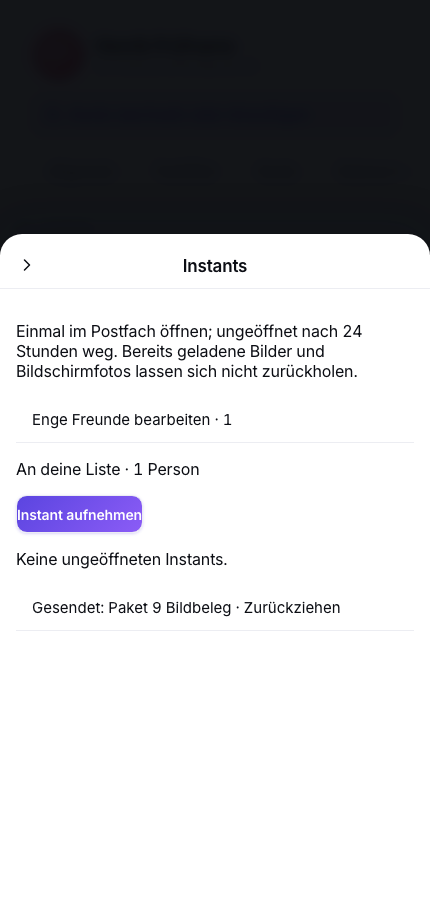 Instants
Einmal im Postfach öffnen; ungeöffnet nach 24
Stunden weg. Bereits geladene Bilder und
Bildschirmfotos lassen sich nicht zurückholen.
Enge Freunde bearbeiten · 1
An deine Liste · 1 Person
Instant aufnehmen
Keine ungeöffneten Instants.
Gesendet: Paket 9 Bildbeleg · Zurückziehen